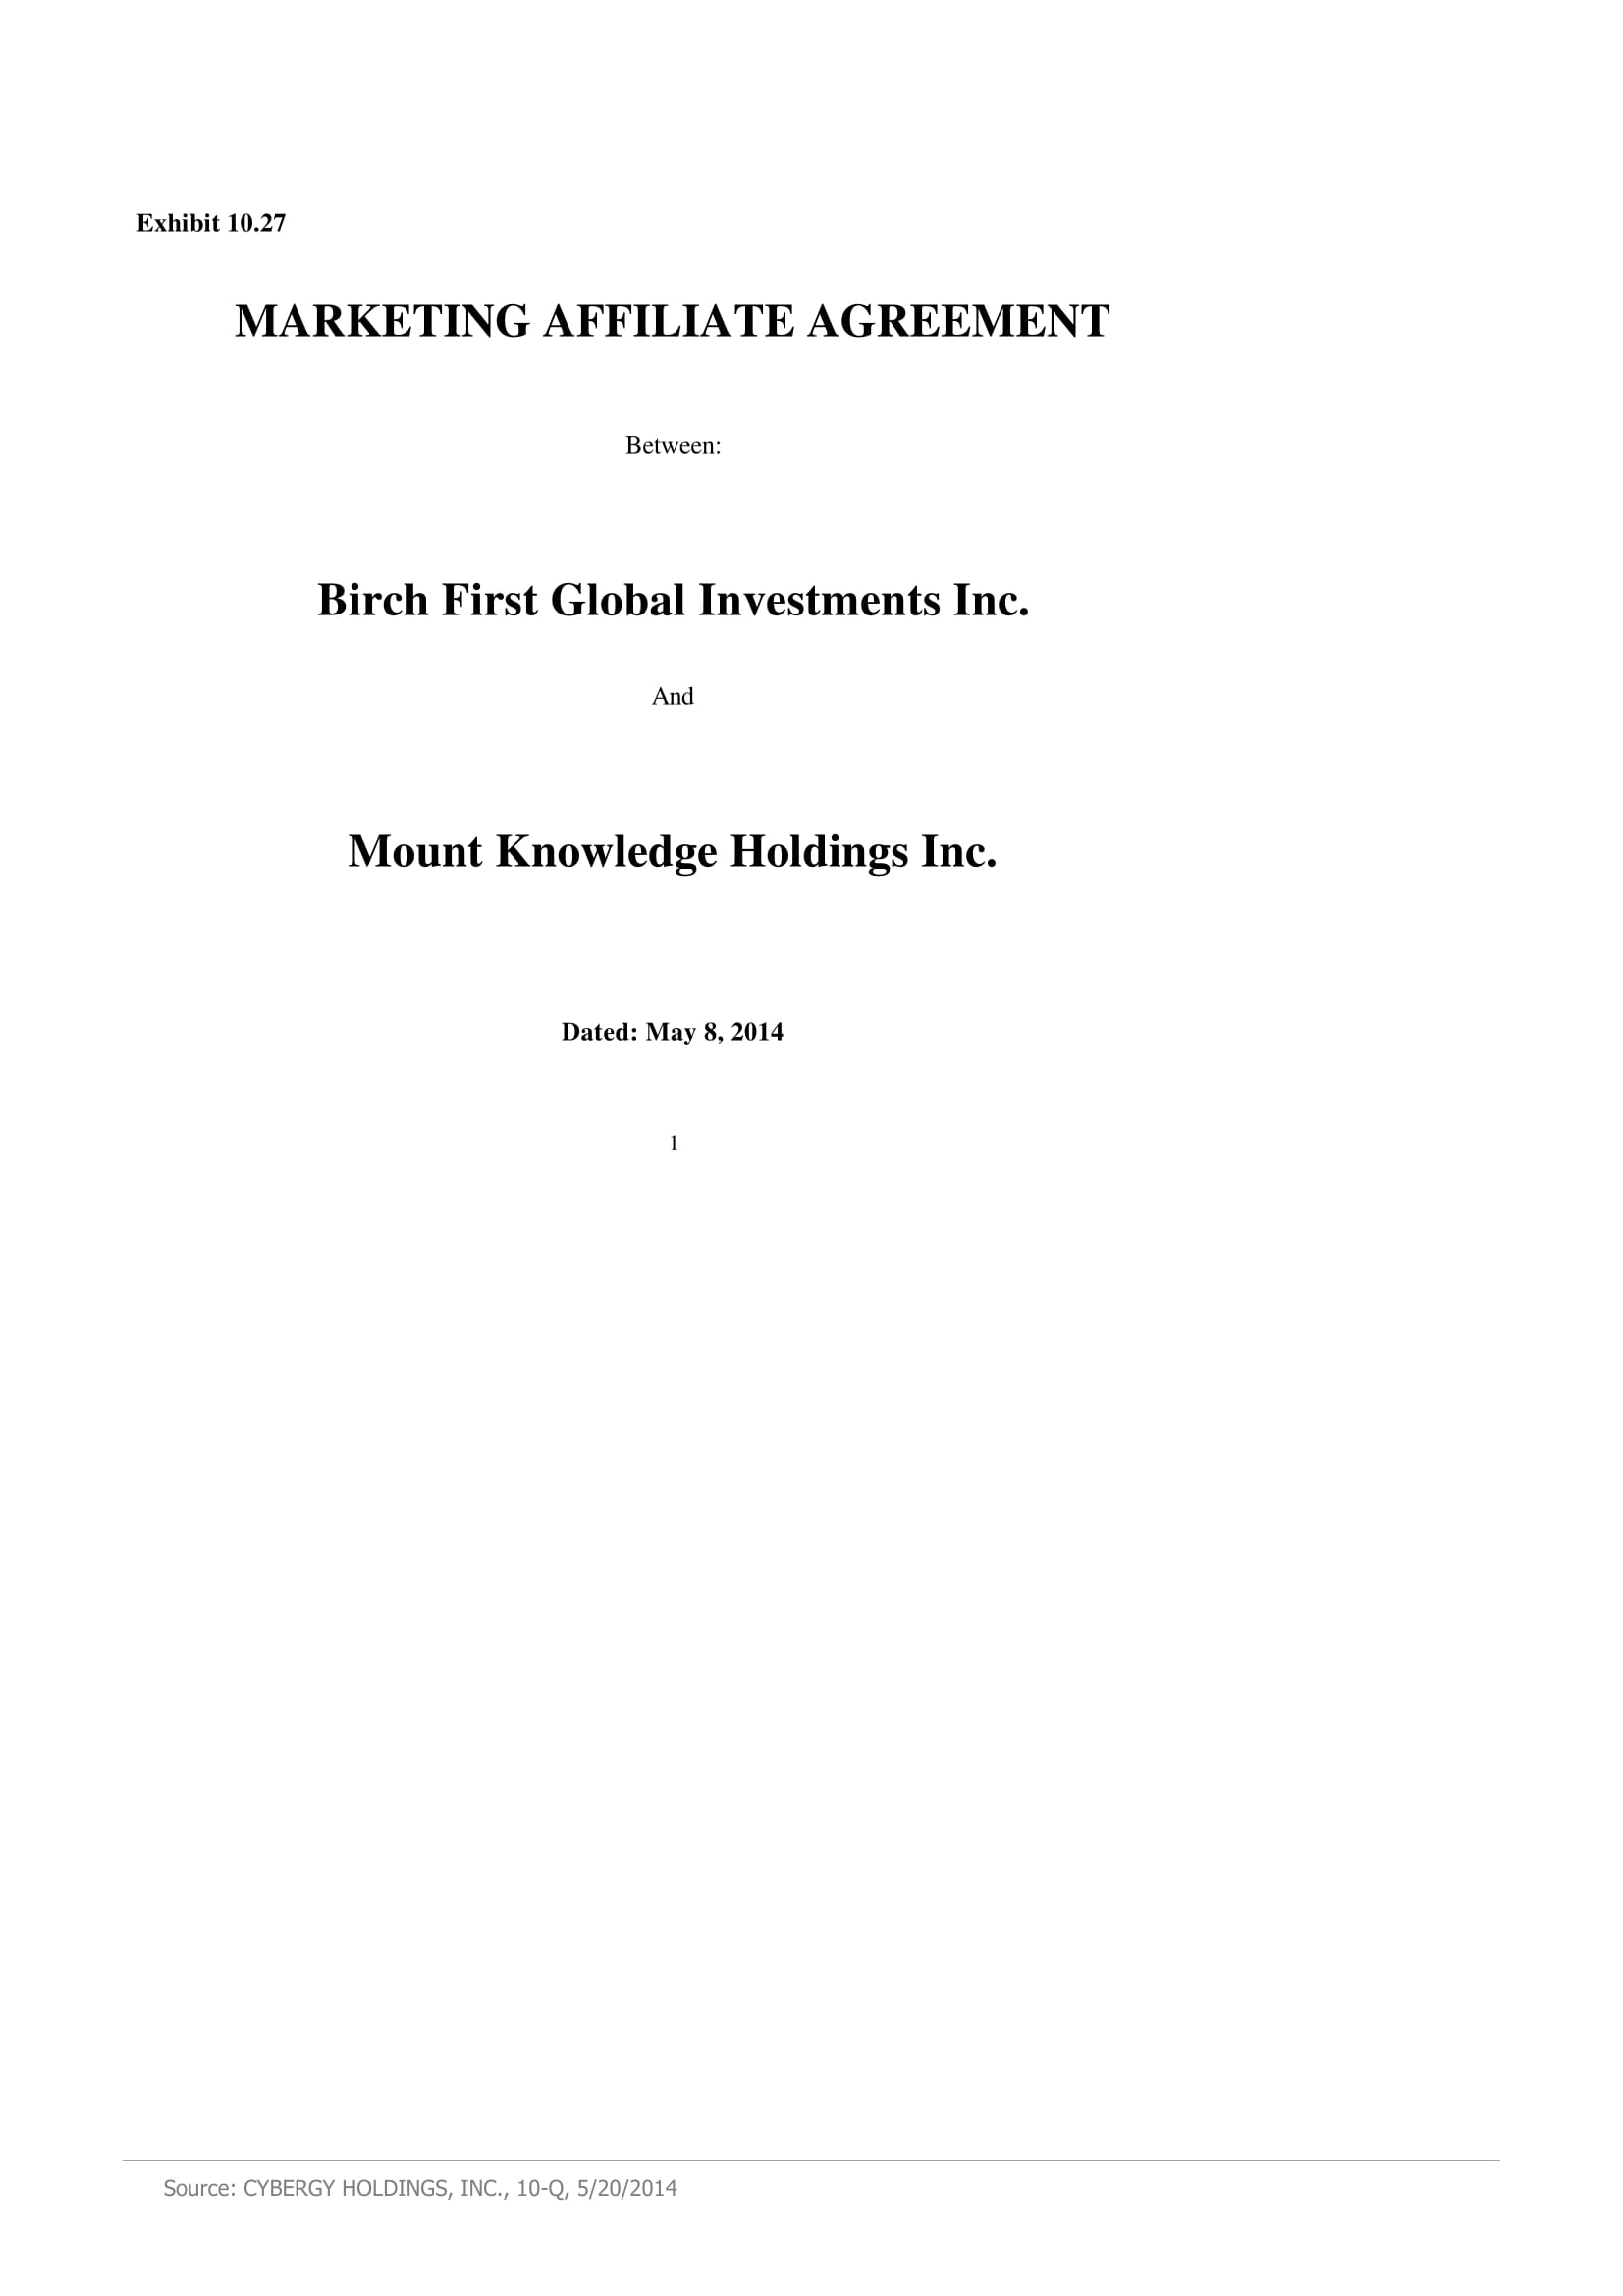 Exhibit 10.27
MARKETING AFFILIATE AGREEMENT
Between:
Birch First Global Investments Inc.
And
Mount Knowledge Holdings Inc.
Dated: May 8, 2014
1
Source: CYBERGY HOLDINGS, INC., 10-Q, 5/20/2014